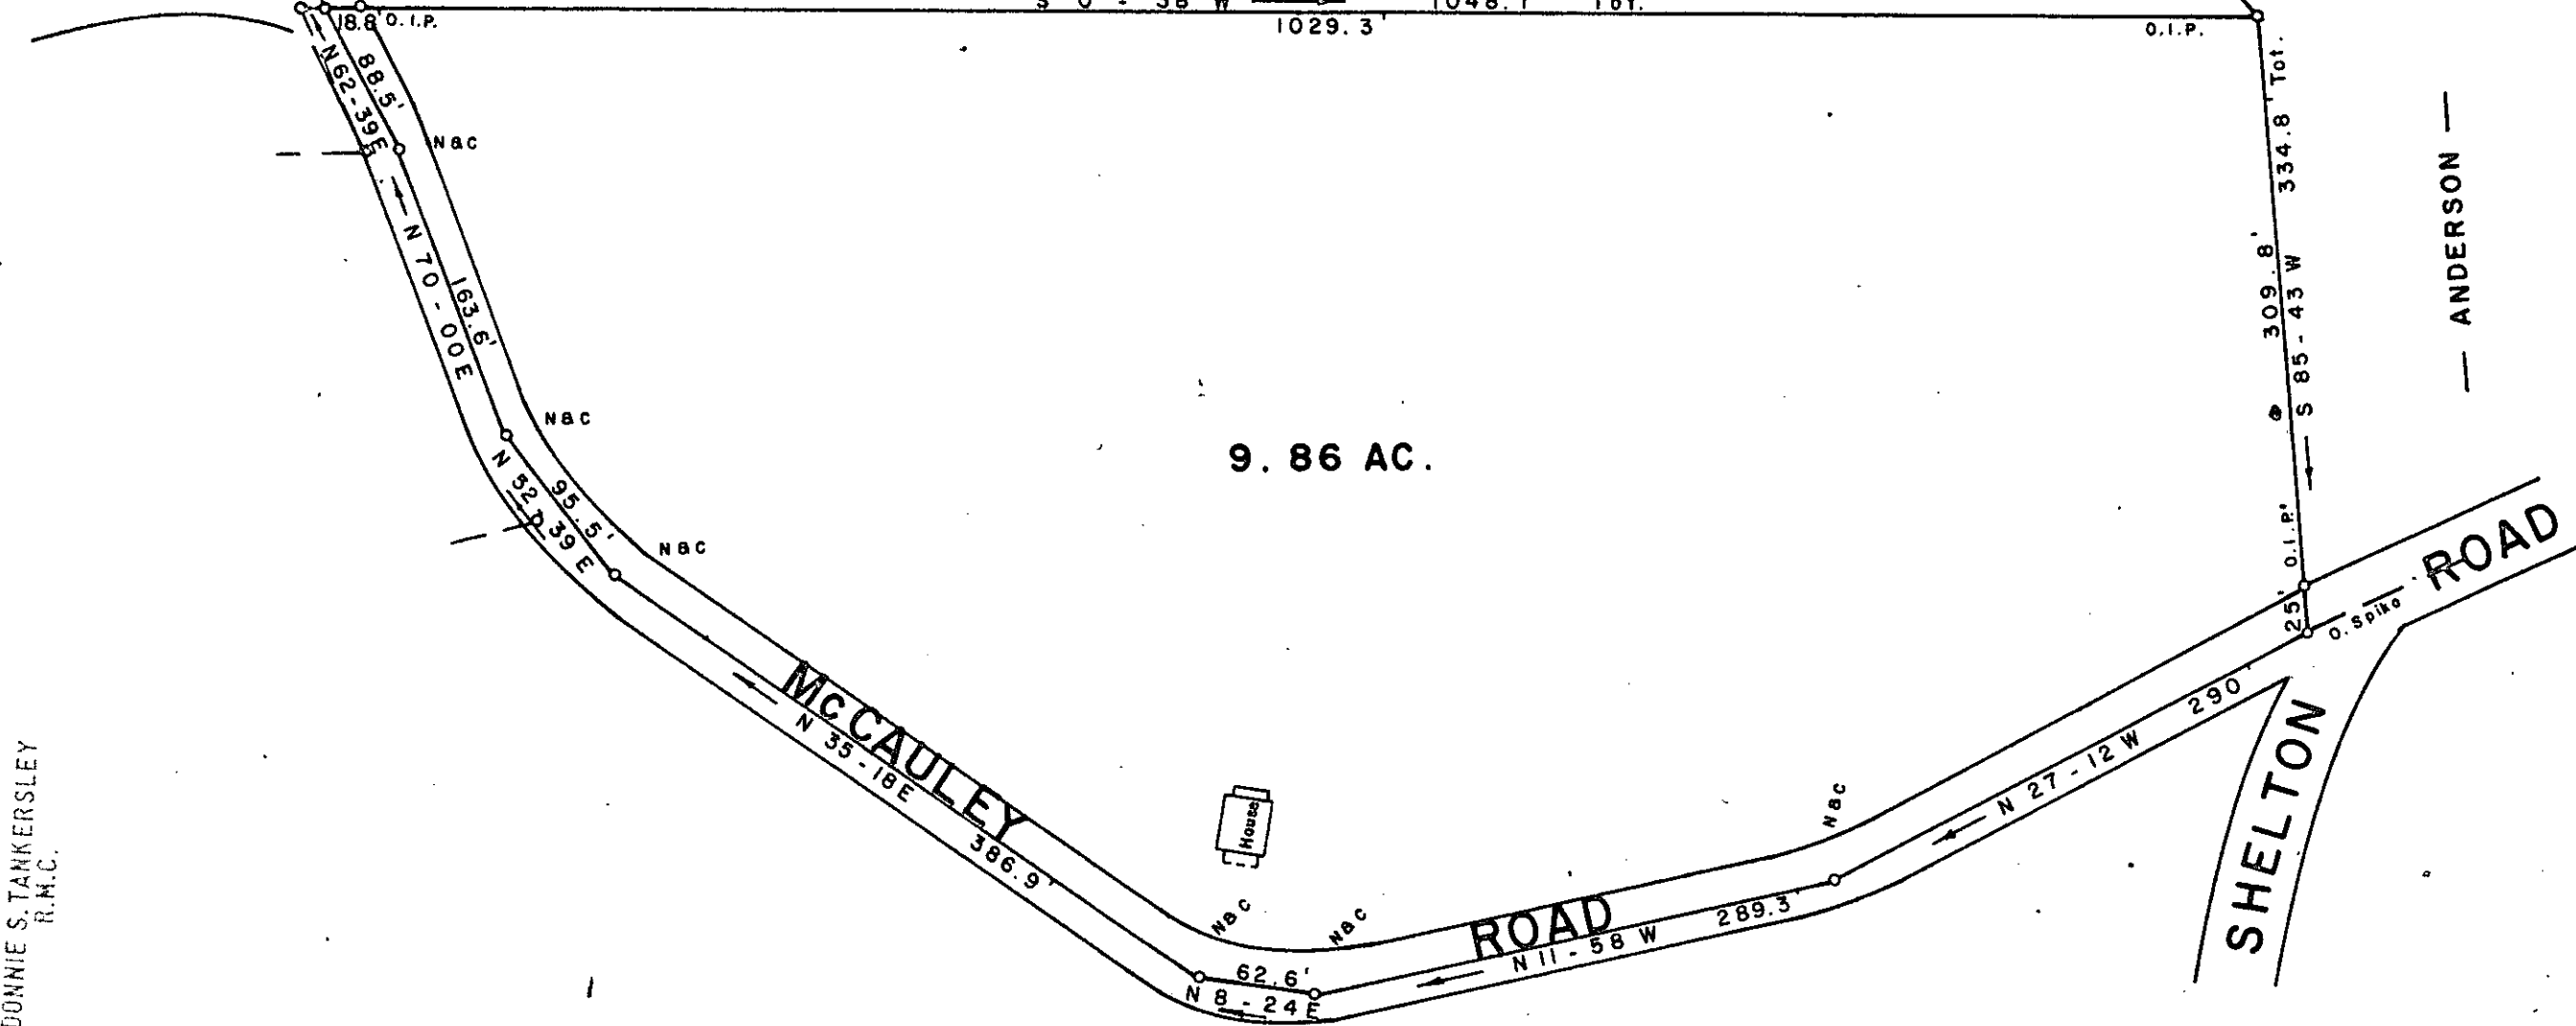 1029.3'
O.I.P.
18.8'
O.I.P.
N 62-39 E
88.5'
N&C
N 70-00 E
163.6'
N&C
N 52-39 E
95.5'
N&C
9.86 AC.
334.8' Tot.
309.8'
S 85-43 W
— ANDERSON —
O.I.P.
25'
O. Spike
ROAD
McCAULEY
N 35-18 E
386.9'
House
N&C
N&C
N&C
ROAD
62.6'
N 8-24 E
N 11-58 W
289.3'
N 27-12 W
290'
SHELTON
DONNIE S. TANKERSLEY
R.M.C.